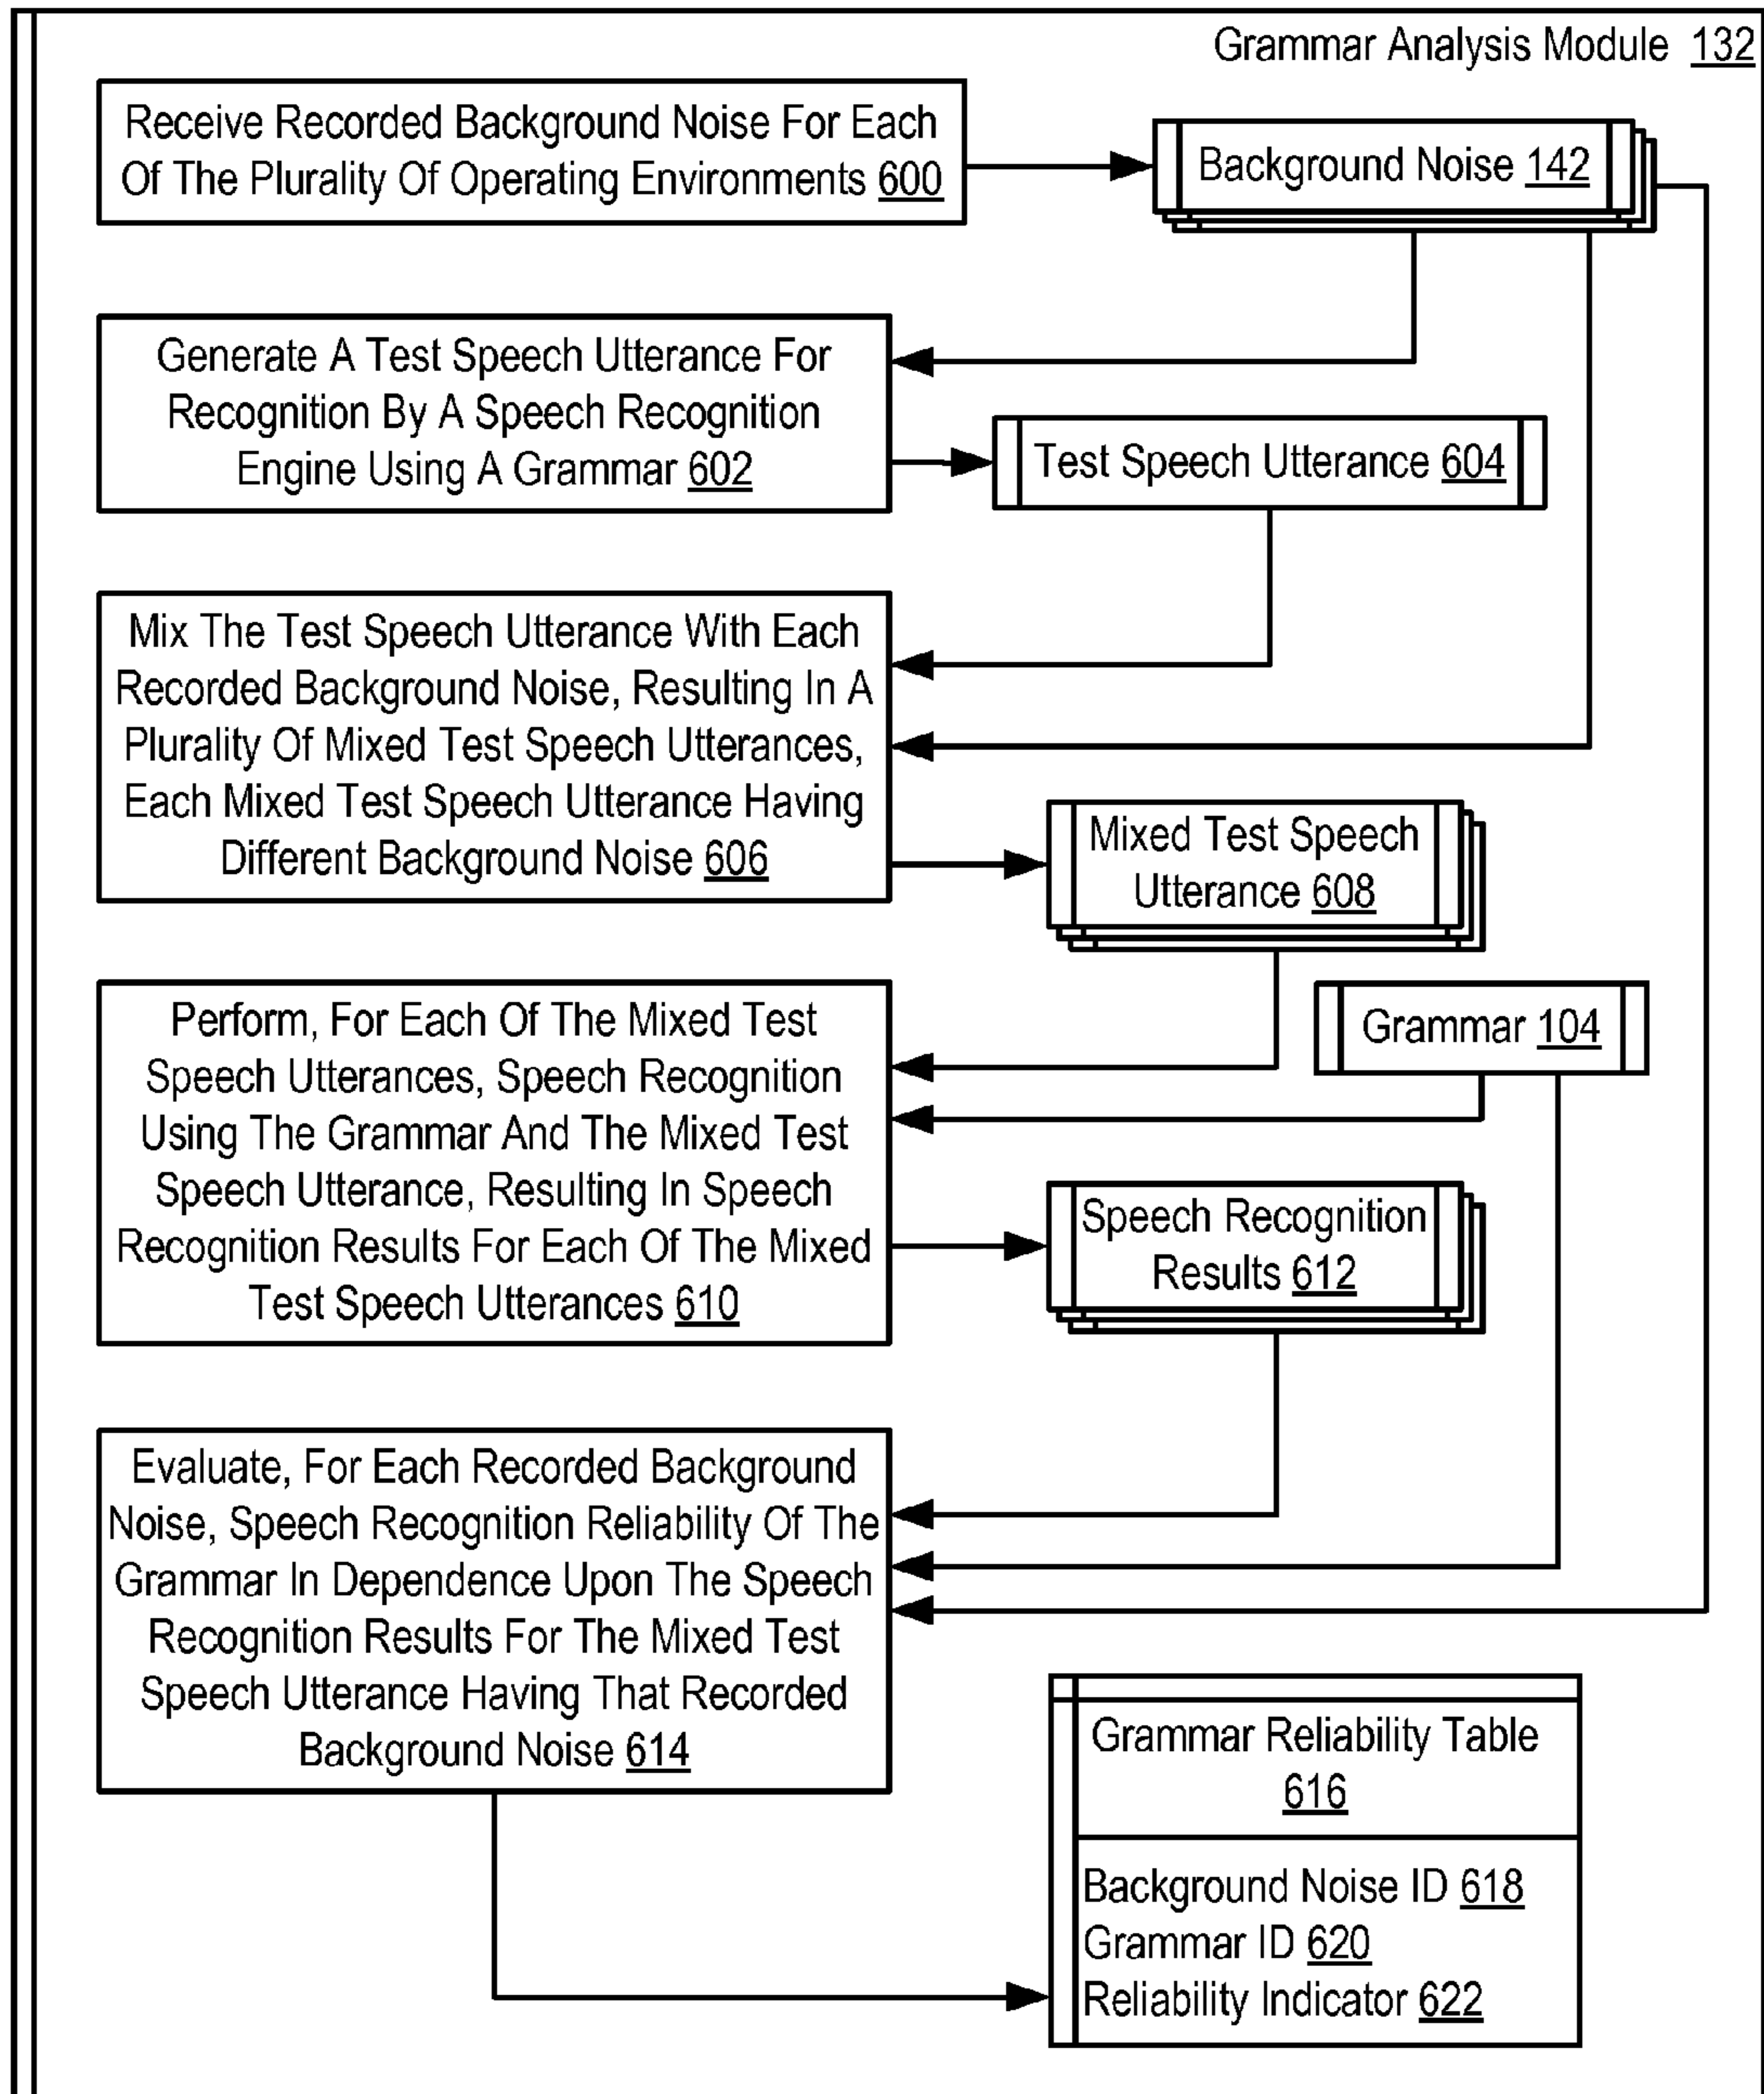 Grammar Analysis Module 132
Receive Recorded Background Noise For Each
Of The Plurality Of Operating Environments 600
Background Noise 142
Generate A Test Speech Utterance For
Recognition By A Speech Recognition
Engine Using A Grammar 602
Test Speech Utterance 604
Mix The Test Speech Utterance With Each
Recorded Background Noise, Resulting In A
Plurality Of Mixed Test Speech Utterances,
Each Mixed Test Speech Utterance Having
Different Background Noise 606
Mixed Test Speech
Utterance 608
Grammar 104
Perform, For Each Of The Mixed Test
Speech Utterances, Speech Recognition
Using The Grammar And The Mixed Test
Speech Utterance, Resulting In Speech
Recognition Results For Each Of The Mixed
Test Speech Utterances 610
Speech Recognition
Results 612
Evaluate, For Each Recorded Background
Noise, Speech Recognition Reliability Of The
Grammar In Dependence Upon The Speech
Recognition Results For The Mixed Test
Speech Utterance Having That Recorded
Background Noise 614
Grammar Reliability Table
616
Background Noise ID 618
Grammar ID 620
Reliability Indicator 622